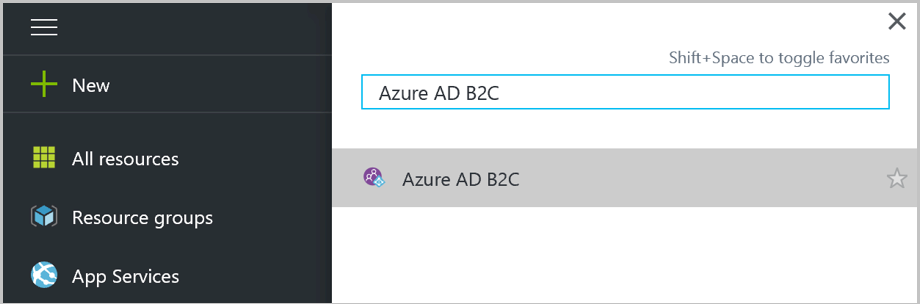 New
All resources
Resource groups
App Services
Shift+Space to toggle favorites
Azure AD B2C
Azure AD B2C